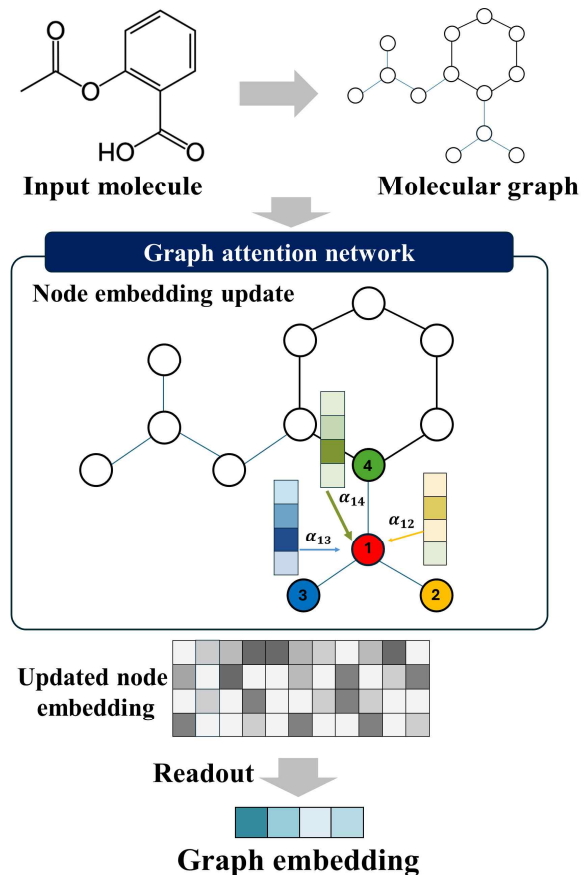 O
O
HO
O
Input molecule
Molecular graph
Graph attention network
Node embedding update
4
α14
α12
α13
1
3
2
Updated node
embedding
Readout
Graph embedding